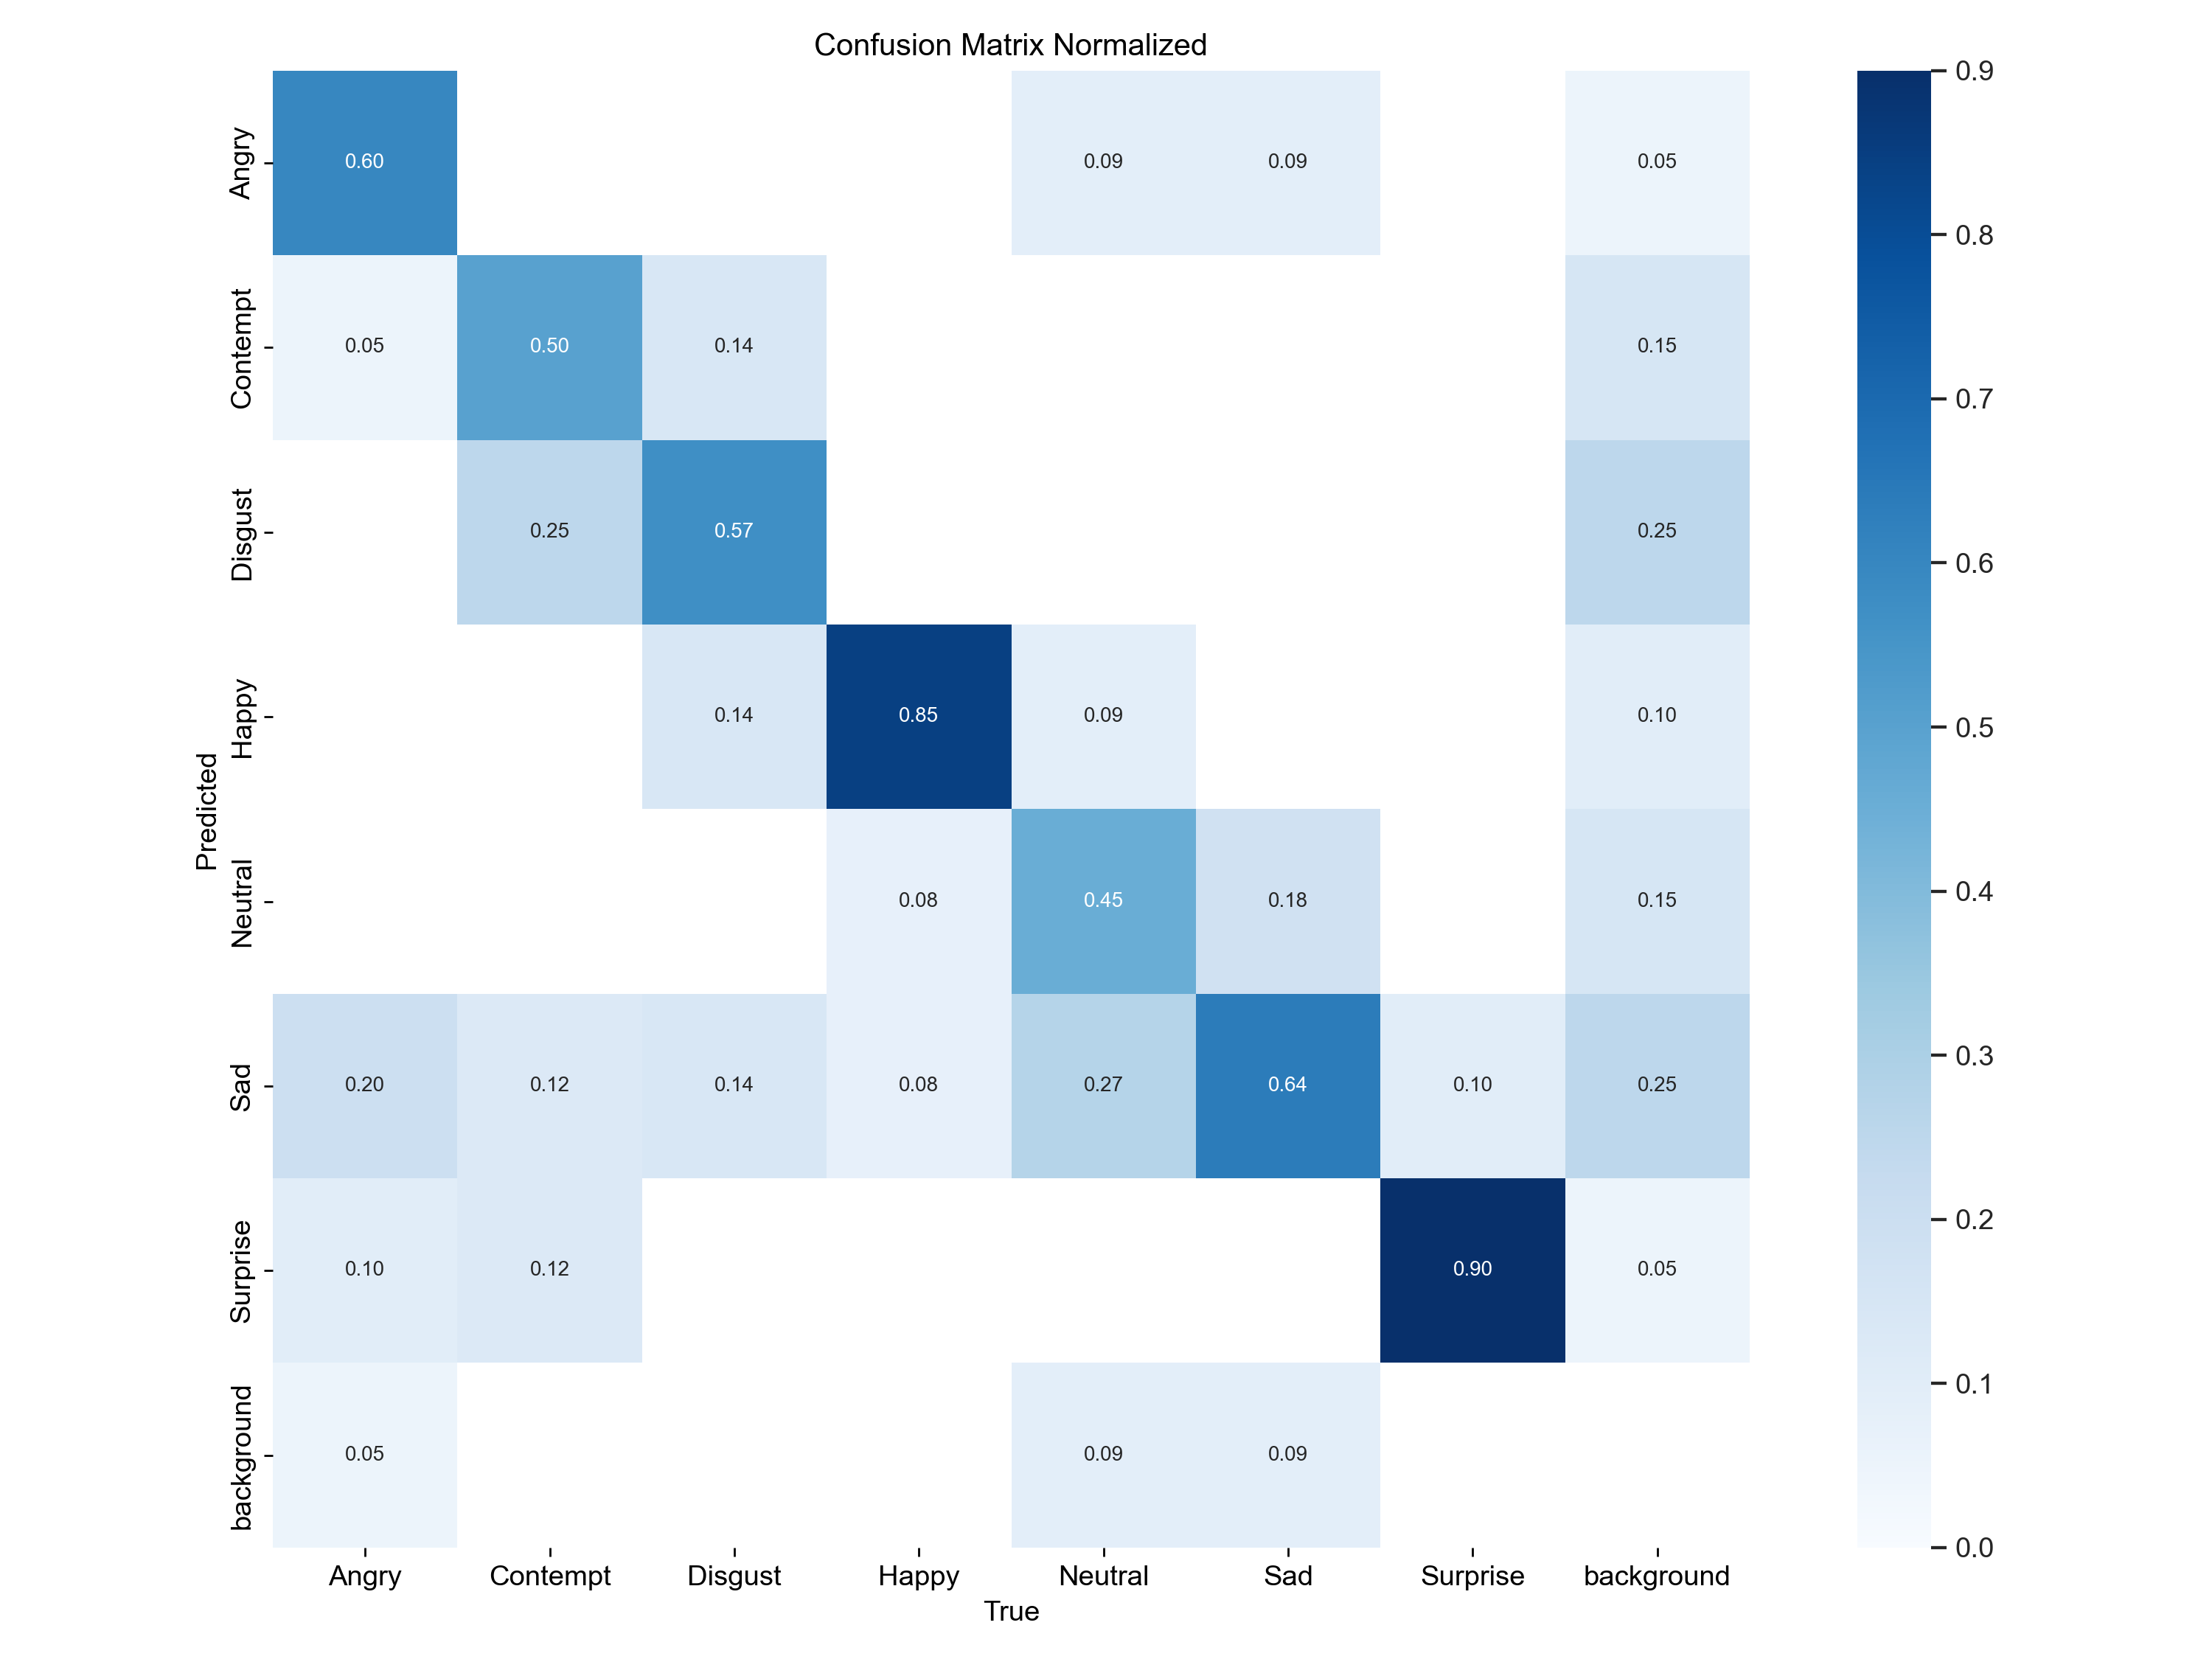 Confusion Matrix Normalized
Predicted
Angry 0.60 0.09 0.09 0.05
Contempt 0.05 0.50 0.14 0.15
Disgust 0.25 0.57 0.25
Happy 0.14 0.85 0.09 0.10
Neutral 0.08 0.45 0.18 0.15
Sad 0.20 0.12 0.14 0.08 0.27 0.64 0.10 0.25
Surprise 0.10 0.12 0.90 0.05
background 0.05 0.09 0.09
Angry Contempt Disgust Happy Neutral Sad Surprise background
True
0.9
0.8
0.7
0.6
0.5
0.4
0.3
0.2
0.1
0.0